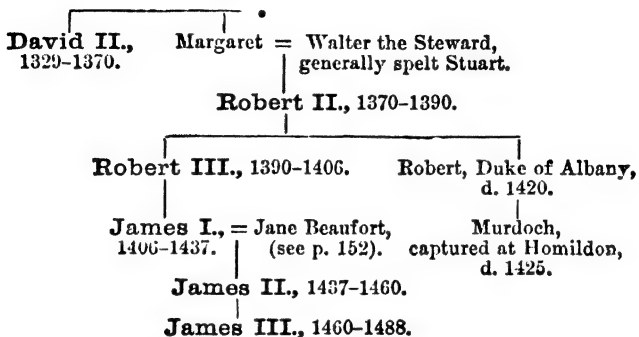 David II., Margaret = Walter the Steward,
1329-1370. generally spelt Stuart.
Robert II., 1370-1390.
Robert III., 1390-1406. Robert, Duke of Albany,
d. 1420.
James I., = Jane Beaufort, Murdoch,
1406-1437. (see p. 152). captured at Homildon,
d. 1425.
James II., 1437-1460.
James III., 1460-1488.